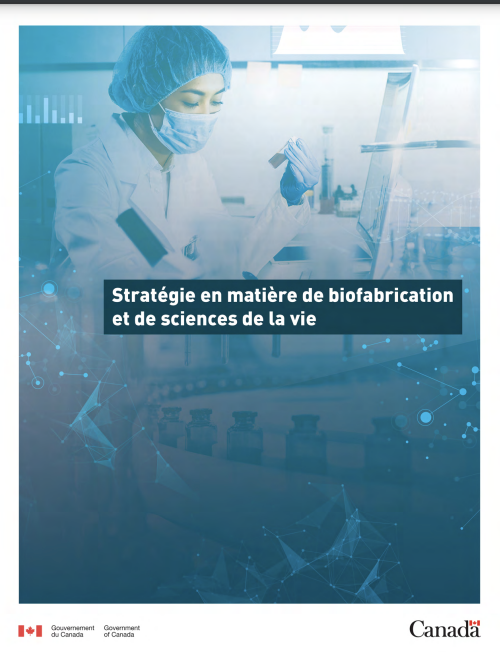 Stratégie en matière de biofabrication
et de sciences de la vie
Gouvernement
du Canada
Government
of Canada
Canada